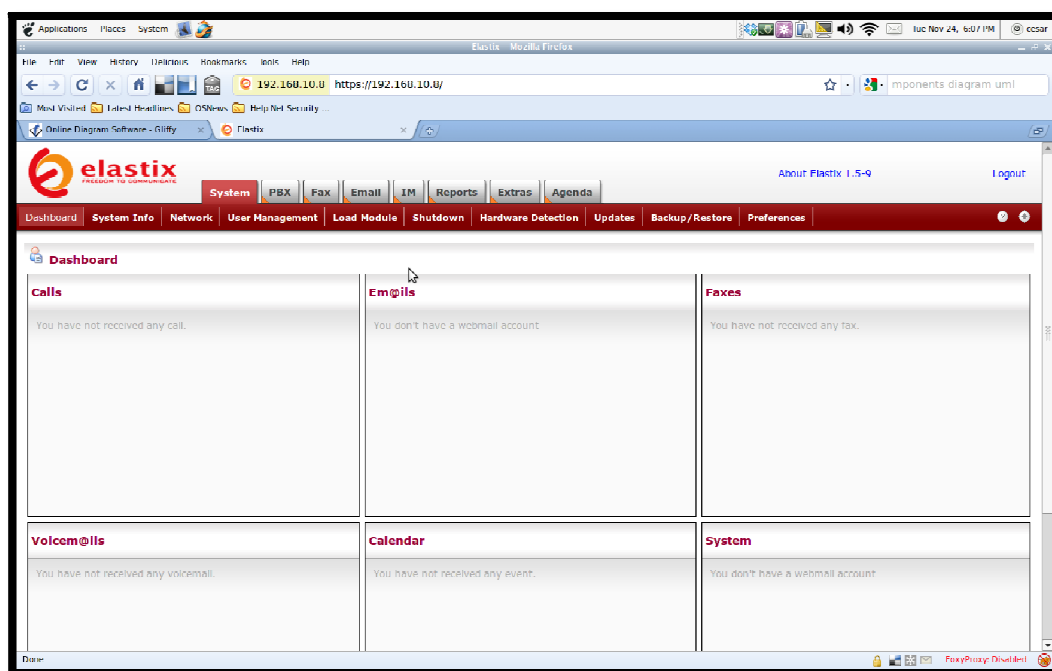 Applications Places System Tue Nov 24, 6:07 PM cesar
Elastix - Mozilla Firefox
File Edit View History Delicious Bookmarks Tools Help
TAG 192.168.10.8 https://192.168.10.8/ mponents diagram uml
Most Visited Latest Headlines OSNews Help Net Security ...
Online Diagram Software - Gliffy Elastix
elastix
FREEDOM TO COMMUNICATE
About Elastix 1.5-9 Logout
System PBX Fax Email IM Reports Extras Agenda
Dashboard System Info Network User Management Load Module Shutdown Hardware Detection Updates Backup/Restore Preferences
Dashboard
Calls Em@ils Faxes
You have not received any call. You don't have a webmail account You have not received any fax.
Voicem@ils Calendar System
You have not received any voicemail. You have not received any event. You don't have a webmail account
Done FoxyProxy: Disabled